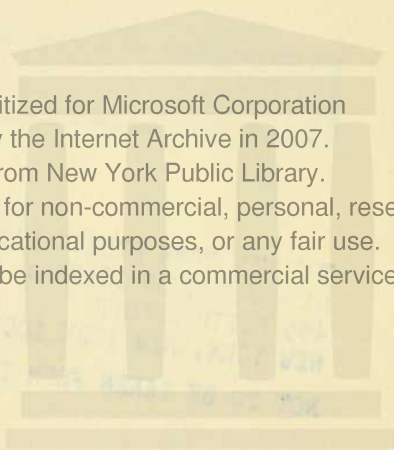 itized for Microsoft Corporation
y the Internet Archive in 2007.
rom New York Public Library.
for non-commercial, personal, rese
cational purposes, or any fair use.
be indexed in a commercial service